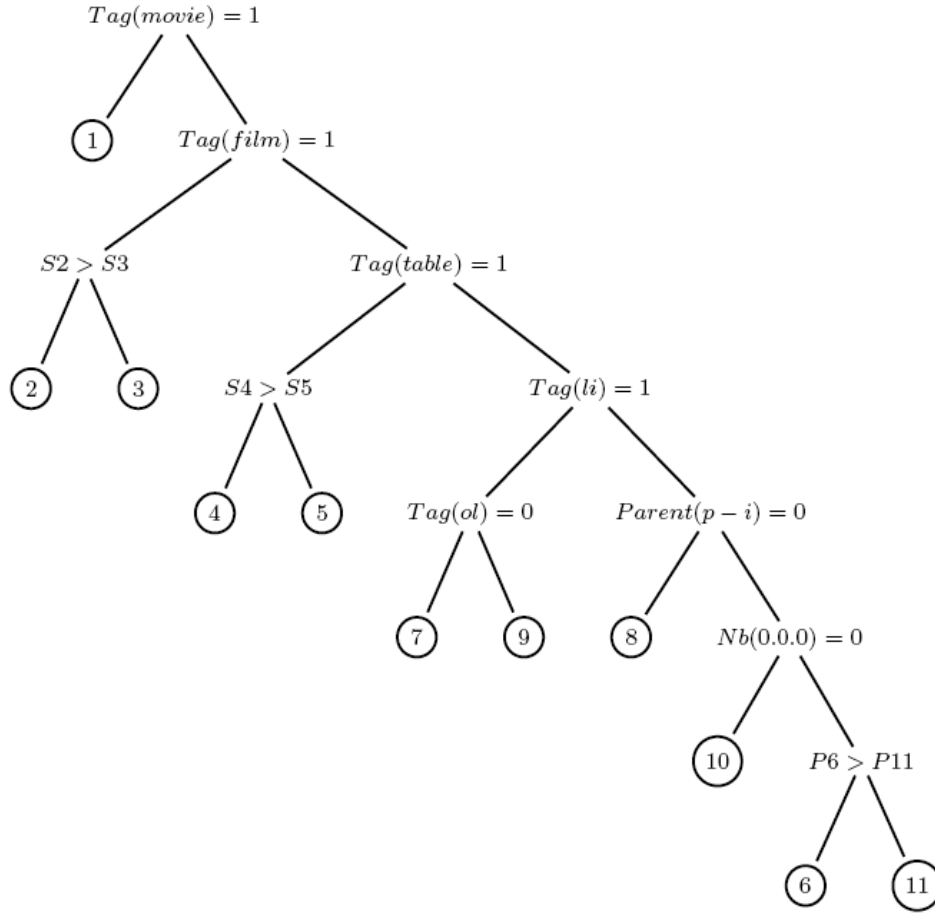 Tag(movie) = 1
1
Tag(film) = 1
S2 > S3
Tag(table) = 1
2
3
S4 > S5
Tag(li) = 1
4
5
Tag(ol) = 0
Parent(p − i) = 0
7
9
8
Nb(0.0.0) = 0
10
P6 > P11
6
11